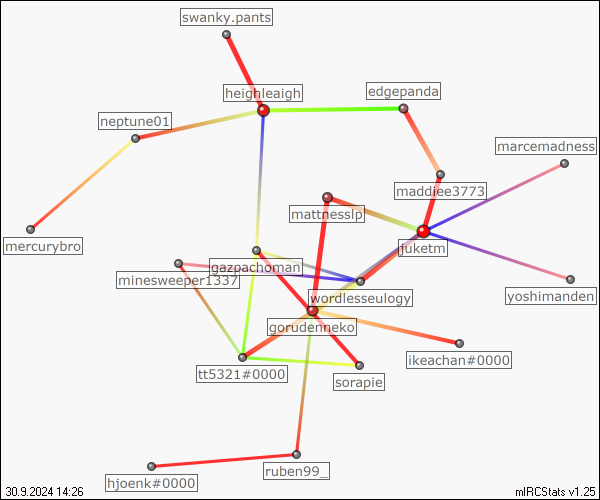 swanky.pants
heighleaigh
edgepanda
neptune01
marcemadness
maddiee3773
mattnesslp
juketm
mercurybro
gazpachoman
minesweeper1337
wordlesseulogy
yoshimanden
gorudenneko
ikeachan#0000
tt5321#0000
sorapie
ruben99_
hjoenk#0000
30.9.2024 14:26
mIRCStats v1.25